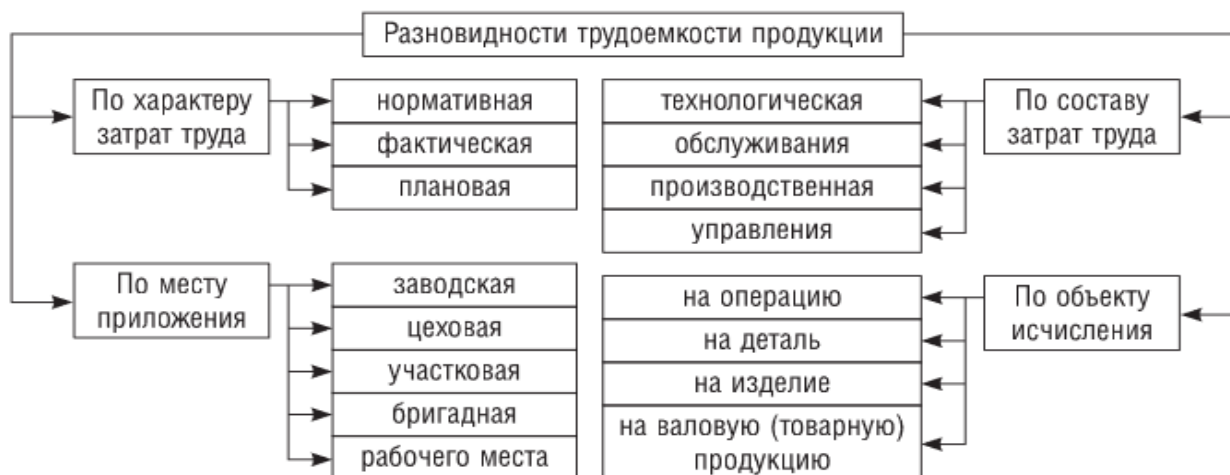 Разновидности трудоемкости продукции
По характеру
затрат труда
нормативная
фактическая
плановая
технологическая
обслуживания
производственная
управления
По составу
затрат труда
По месту
приложения
заводская
цеховая
участковая
бригадная
рабочего места
на операцию
на деталь
на изделие
на валовую (товарную)
продукцию
По объекту
исчисления